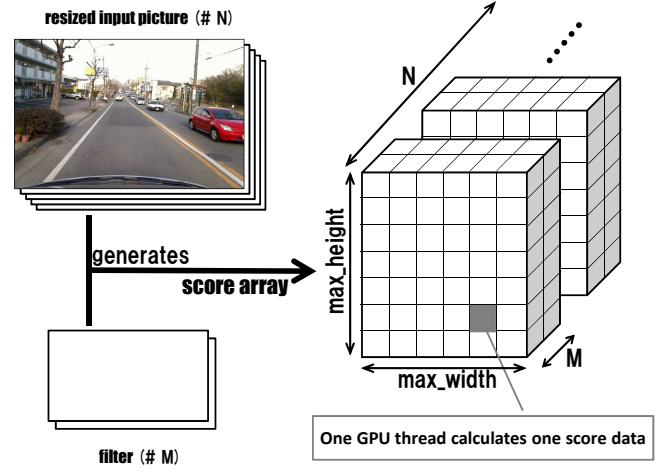 resized input picture (# N)
N
generates
score array
max_height
M
max_width
One GPU thread calculates one score data
filter (# M)